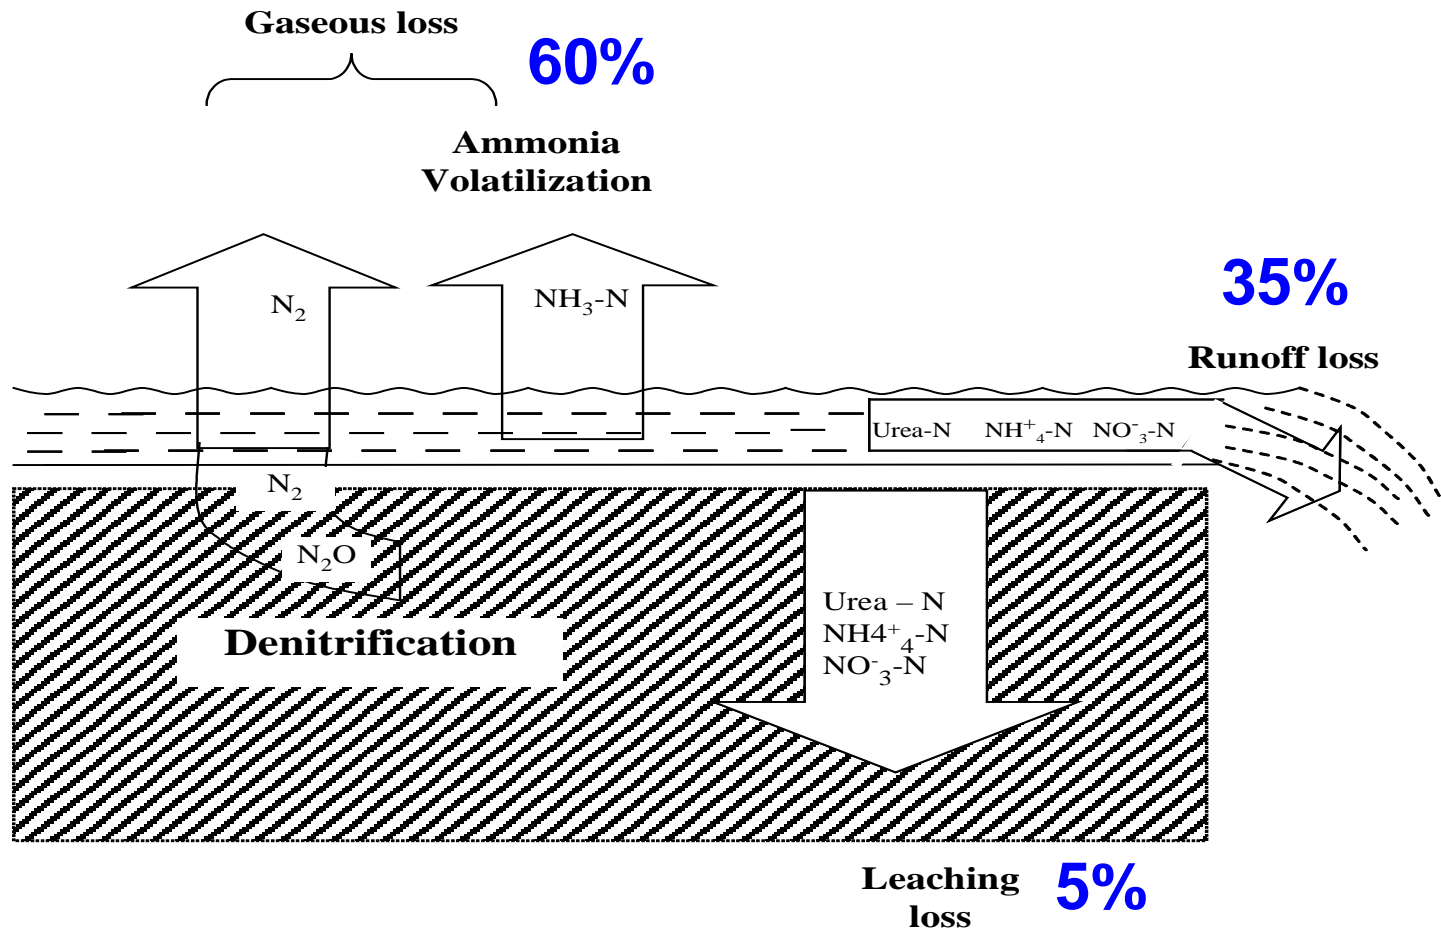 Gaseous loss
60%
Ammonia
Volatilization
N₂
NH₃-N
35%
Runoff loss
Urea-N NH⁺₄-N NO⁻₃-N
N₂
N₂O
Denitrification
Urea – N
NH4⁺₄-N
NO⁻₃-N
Leaching
loss
5%